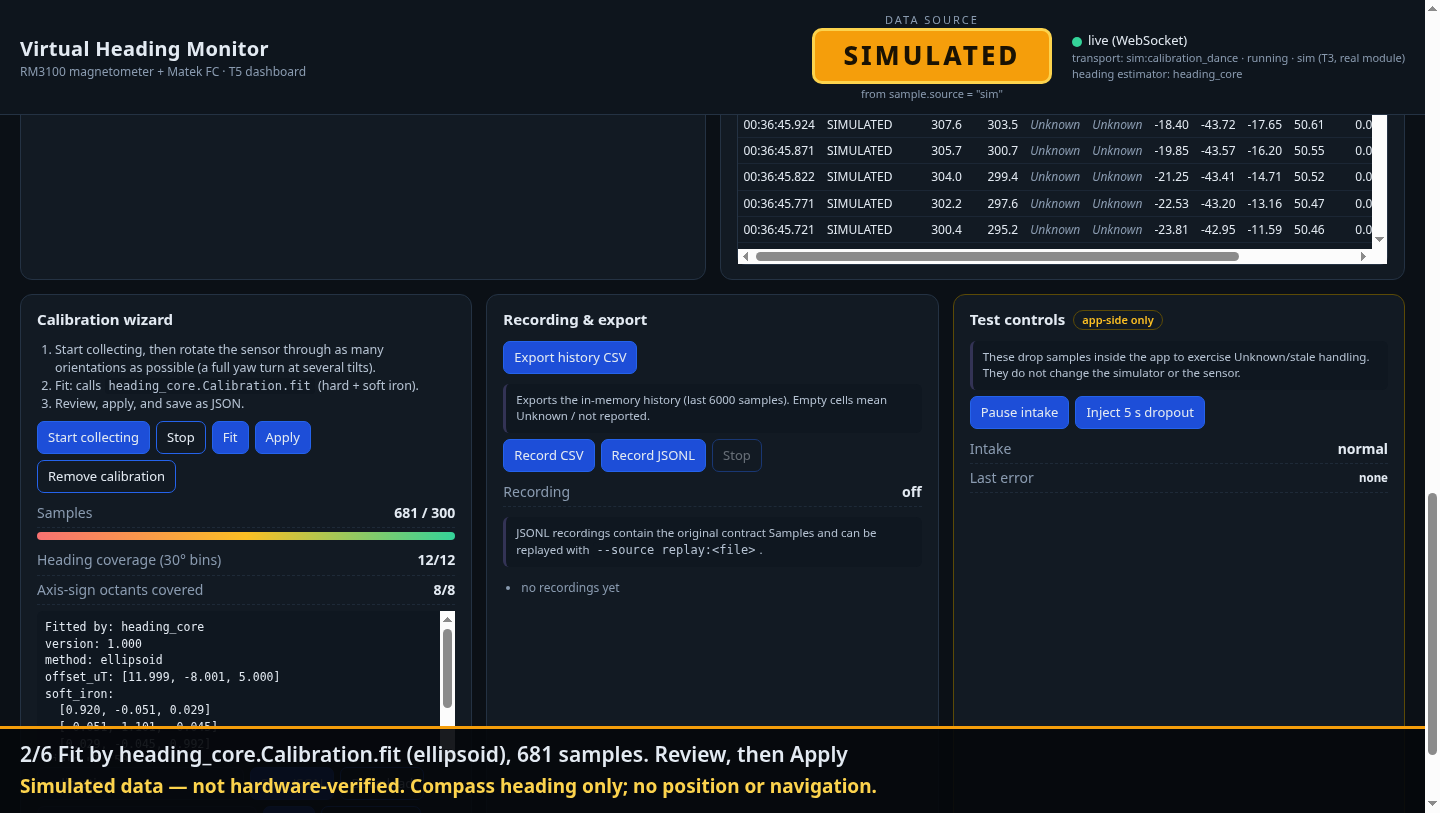 Virtual Heading Monitor
RM3100 magnetometer + Matek FC · T5 dashboard
DATA SOURCE
SIMULATED
from sample.source = "sim"
live (WebSocket)
transport: sim:calibration_dance · running · sim (T3, real module)
heading estimator: heading_core
00:36:45.924 SIMULATED 307.6 303.5 Unknown Unknown -18.40 -43.72 -17.65 50.61 0.0
00:36:45.871 SIMULATED 305.7 300.7 Unknown Unknown -19.85 -43.57 -16.20 50.55 0.0
00:36:45.822 SIMULATED 304.0 299.4 Unknown Unknown -21.25 -43.41 -14.71 50.52 0.0
00:36:45.771 SIMULATED 302.2 297.6 Unknown Unknown -22.53 -43.20 -13.16 50.47 0.0
00:36:45.721 SIMULATED 300.4 295.2 Unknown Unknown -23.81 -42.95 -11.59 50.46 0.0
Calibration wizard
1. Start collecting, then rotate the sensor through as many
orientations as possible (a full yaw turn at several tilts).
2. Fit: calls heading_core.Calibration.fit (hard + soft iron).
3. Review, apply, and save as JSON.
Start collecting Stop Fit Apply
Remove calibration
Samples 681 / 300
Heading coverage (30° bins) 12/12
Axis-sign octants covered 8/8
Fitted by: heading_core
version: 1.000
method: ellipsoid
offset_uT: [11.999, -8.001, 5.000]
soft_iron:
[0.920, -0.051, 0.029]
Recording & export
Export history CSV
Exports the in-memory history (last 6000 samples). Empty cells mean
Unknown / not reported.
Record CSV Record JSONL Stop
Recording off
JSONL recordings contain the original contract Samples and can be
replayed with --source replay:<file> .
• no recordings yet
Test controls app-side only
These drop samples inside the app to exercise Unknown/stale handling.
They do not change the simulator or the sensor.
Pause intake Inject 5 s dropout
Intake normal
Last error none
2/6 Fit by heading_core.Calibration.fit (ellipsoid), 681 samples. Review, then Apply
Simulated data — not hardware-verified. Compass heading only; no position or navigation.